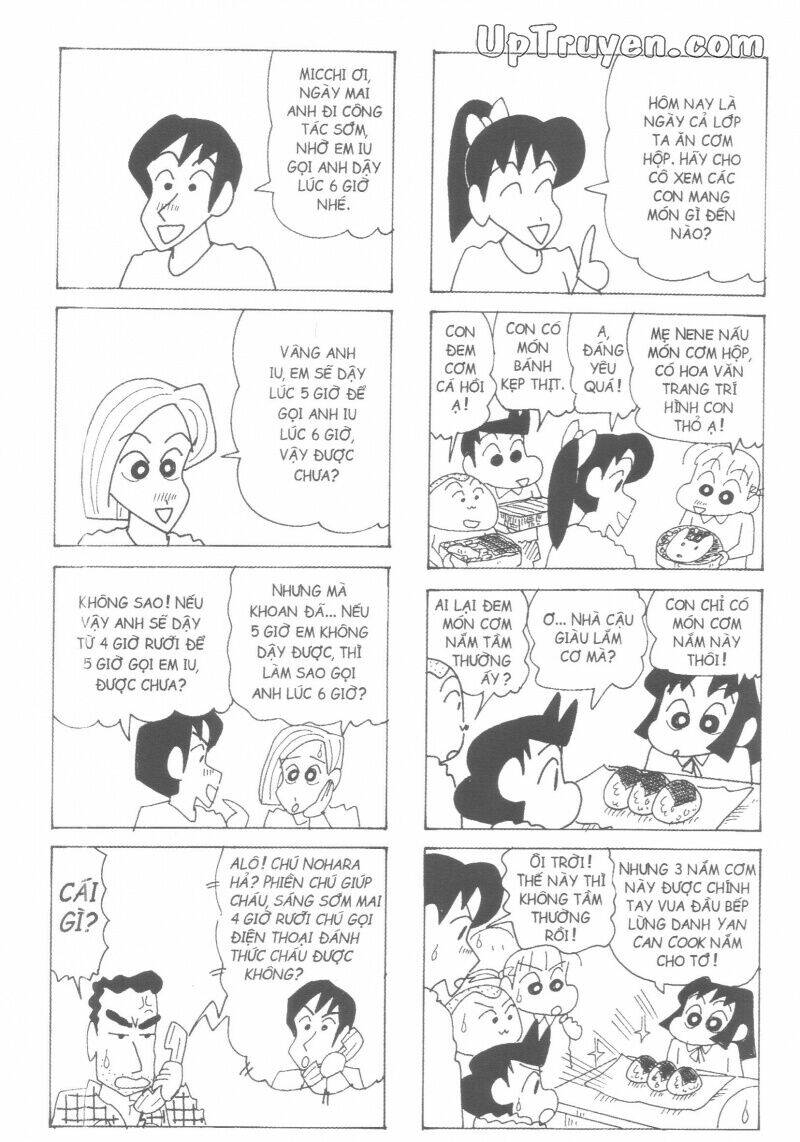 UpTruyen.com
MICCHI ƠI,
NGÀY MAI
ANH ĐI CÔNG
TÁC SỚM,
NHỜ EM IU
GỌI ANH DẬY
LÚC 6 GIỜ
NHÉ.
VÂNG ANH
IU, EM SẼ DẬY
LÚC 5 GIỜ ĐỂ
GỌI ANH IU
LÚC 6 GIỜ,
VẬY ĐƯỢC
CHƯA?
NHƯNG MÀ
KHOAN ĐÃ... NẾU
5 GIỜ EM KHÔNG
DẬY ĐƯỢC, THÌ
LÀM SAO GỌI
ANH LÚC 6 GIỜ?
KHÔNG SAO! NẾU
VẬY ANH SẼ DẬY
TỪ 4 GIỜ RƯỠI ĐỂ
5 GIỜ GỌI EM IU,
ĐƯỢC CHƯA?
ALÔ! CHÚ NOHARA
HẢ? PHIỀN CHÚ GIÚP
CHÁU, SÁNG SỚM MAI
4 GIỜ RƯỠI CHÚ GỌI
ĐIỆN THOẠI ĐÁNH
THỨC CHÁU ĐƯỢC
KHÔNG?
CÁI
GÌ?
HÔM NAY LÀ
NGÀY CẢ LỚP
TA ĂN CƠM
HỘP. HÃY CHO
CÔ XEM CÁC
CON MANG
MÓN GÌ ĐẾN
NÀO?
MẸ NENE NẤU
MÓN CƠM HỘP,
CÓ HOA VĂN
TRANG TRÍ
HÌNH CON
THỎ Ạ!
A,
ĐÁNG
YÊU
QUÁ!
CON CÓ
MÓN
BÁNH
KẸP THỊT.
CON
ĐEM
CƠM
CÁ HỒI
Ạ!
CON CHỈ CÓ
MÓN CƠM
NẮM NÀY
THÔI!
Ơ... NHÀ CẬU
GIÀU LẮM
CƠ MÀ?
AI LẠI ĐEM
MÓN CƠM
NẮM TẦM
THƯỜNG
ẤY?
NHƯNG 3 NẮM CƠM
NÀY ĐƯỢC CHÍNH
TAY VUA ĐẦU BẾP
LỪNG DANH YAN
CAN COOK NẮM
CHO TỚ!
ÔI TRỜI!
THẾ NÀY THÌ
KHÔNG TẦM
THƯỜNG
RỒI!